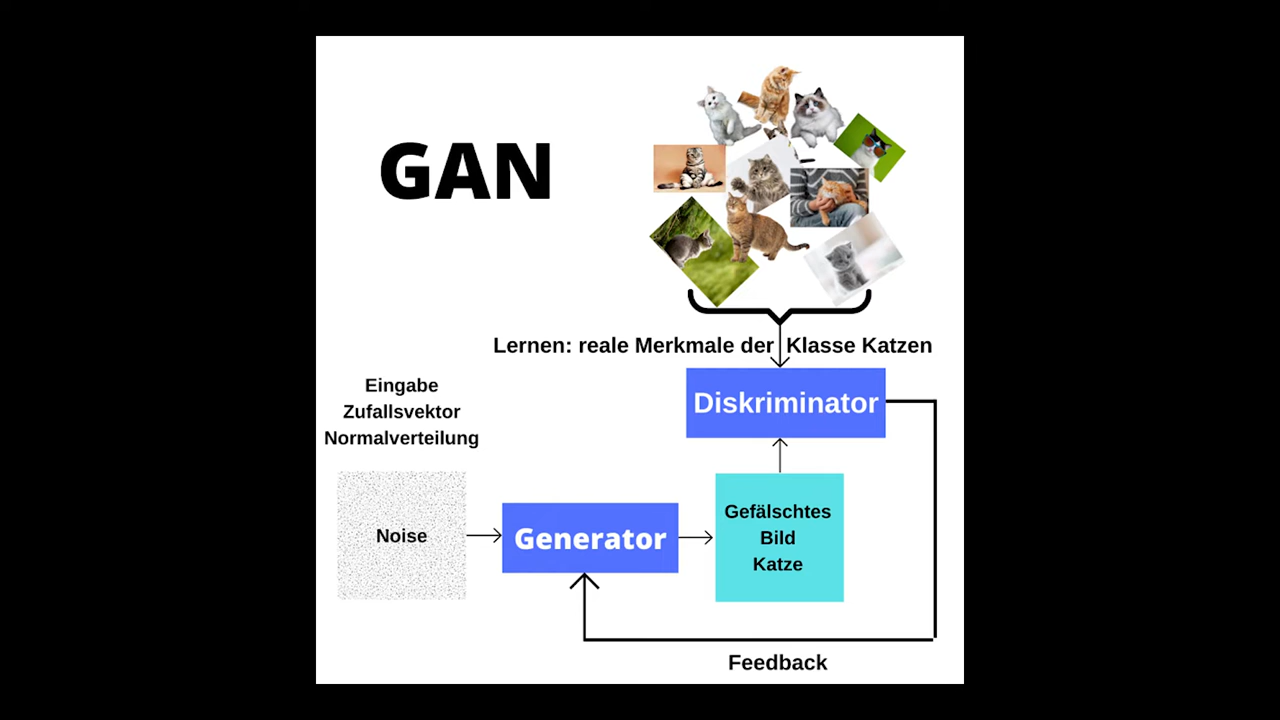 GAN
Lernen: reale Merkmale der Klasse Katzen
Diskriminator
Eingabe
Zufallsvektor
Normalverteilung
Noise
Generator
Gefälschtes
Bild
Katze
Feedback